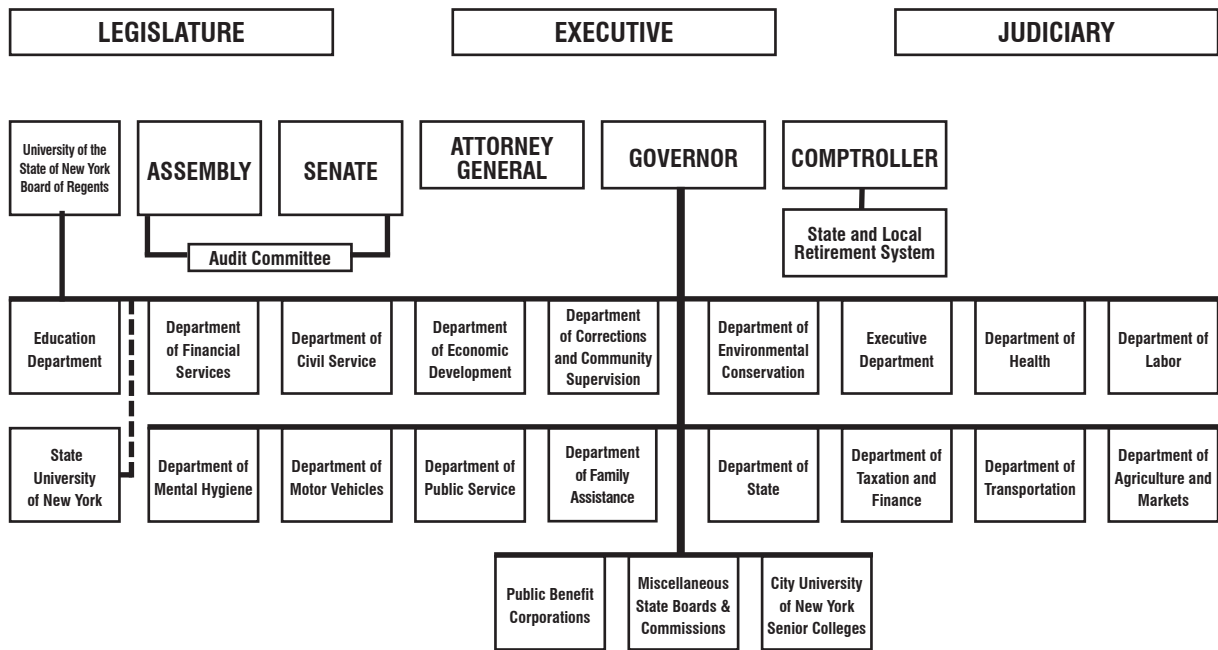 LEGISLATURE
EXECUTIVE
JUDICIARY
University of the
State of New York
Board of Regents
ASSEMBLY
SENATE
ATTORNEY
GENERAL
GOVERNOR
COMPTROLLER
Audit Committee
State and Local
Retirement System
Education
Department
Department
of Financial
Services
Department of
Civil Service
Department
of Economic
Development
Department
of Corrections
and Community
Supervision
Department of
Environmental
Conservation
Executive
Department
Department of
Health
Department of
Labor
State
University
of New York
Department of
Mental Hygiene
Department of
Motor Vehicles
Department of
Public Service
Department
of Family
Assistance
Department of
State
Department of
Taxation and
Finance
Department of
Transportation
Department of
Agriculture and
Markets
Public Benefit
Corporations
Miscellaneous
State Boards &
Commissions
City University
of New York
Senior Colleges